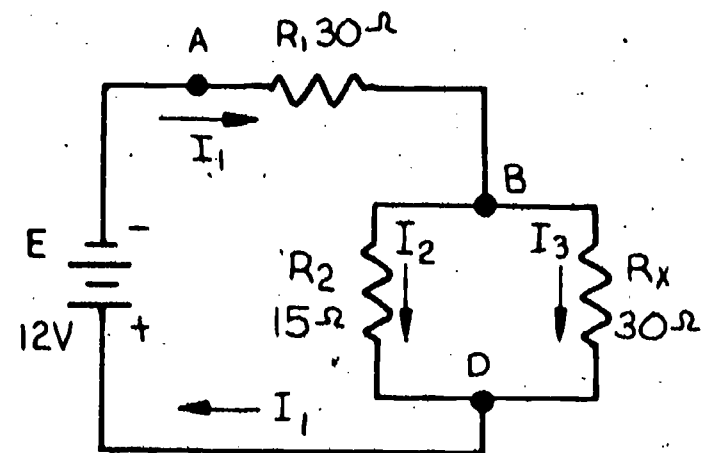 A
R₁ 30Ω
I₁
B
E
-
12V
+
R₂
15Ω
I₂
I₃
Rx
30Ω
D
I₁